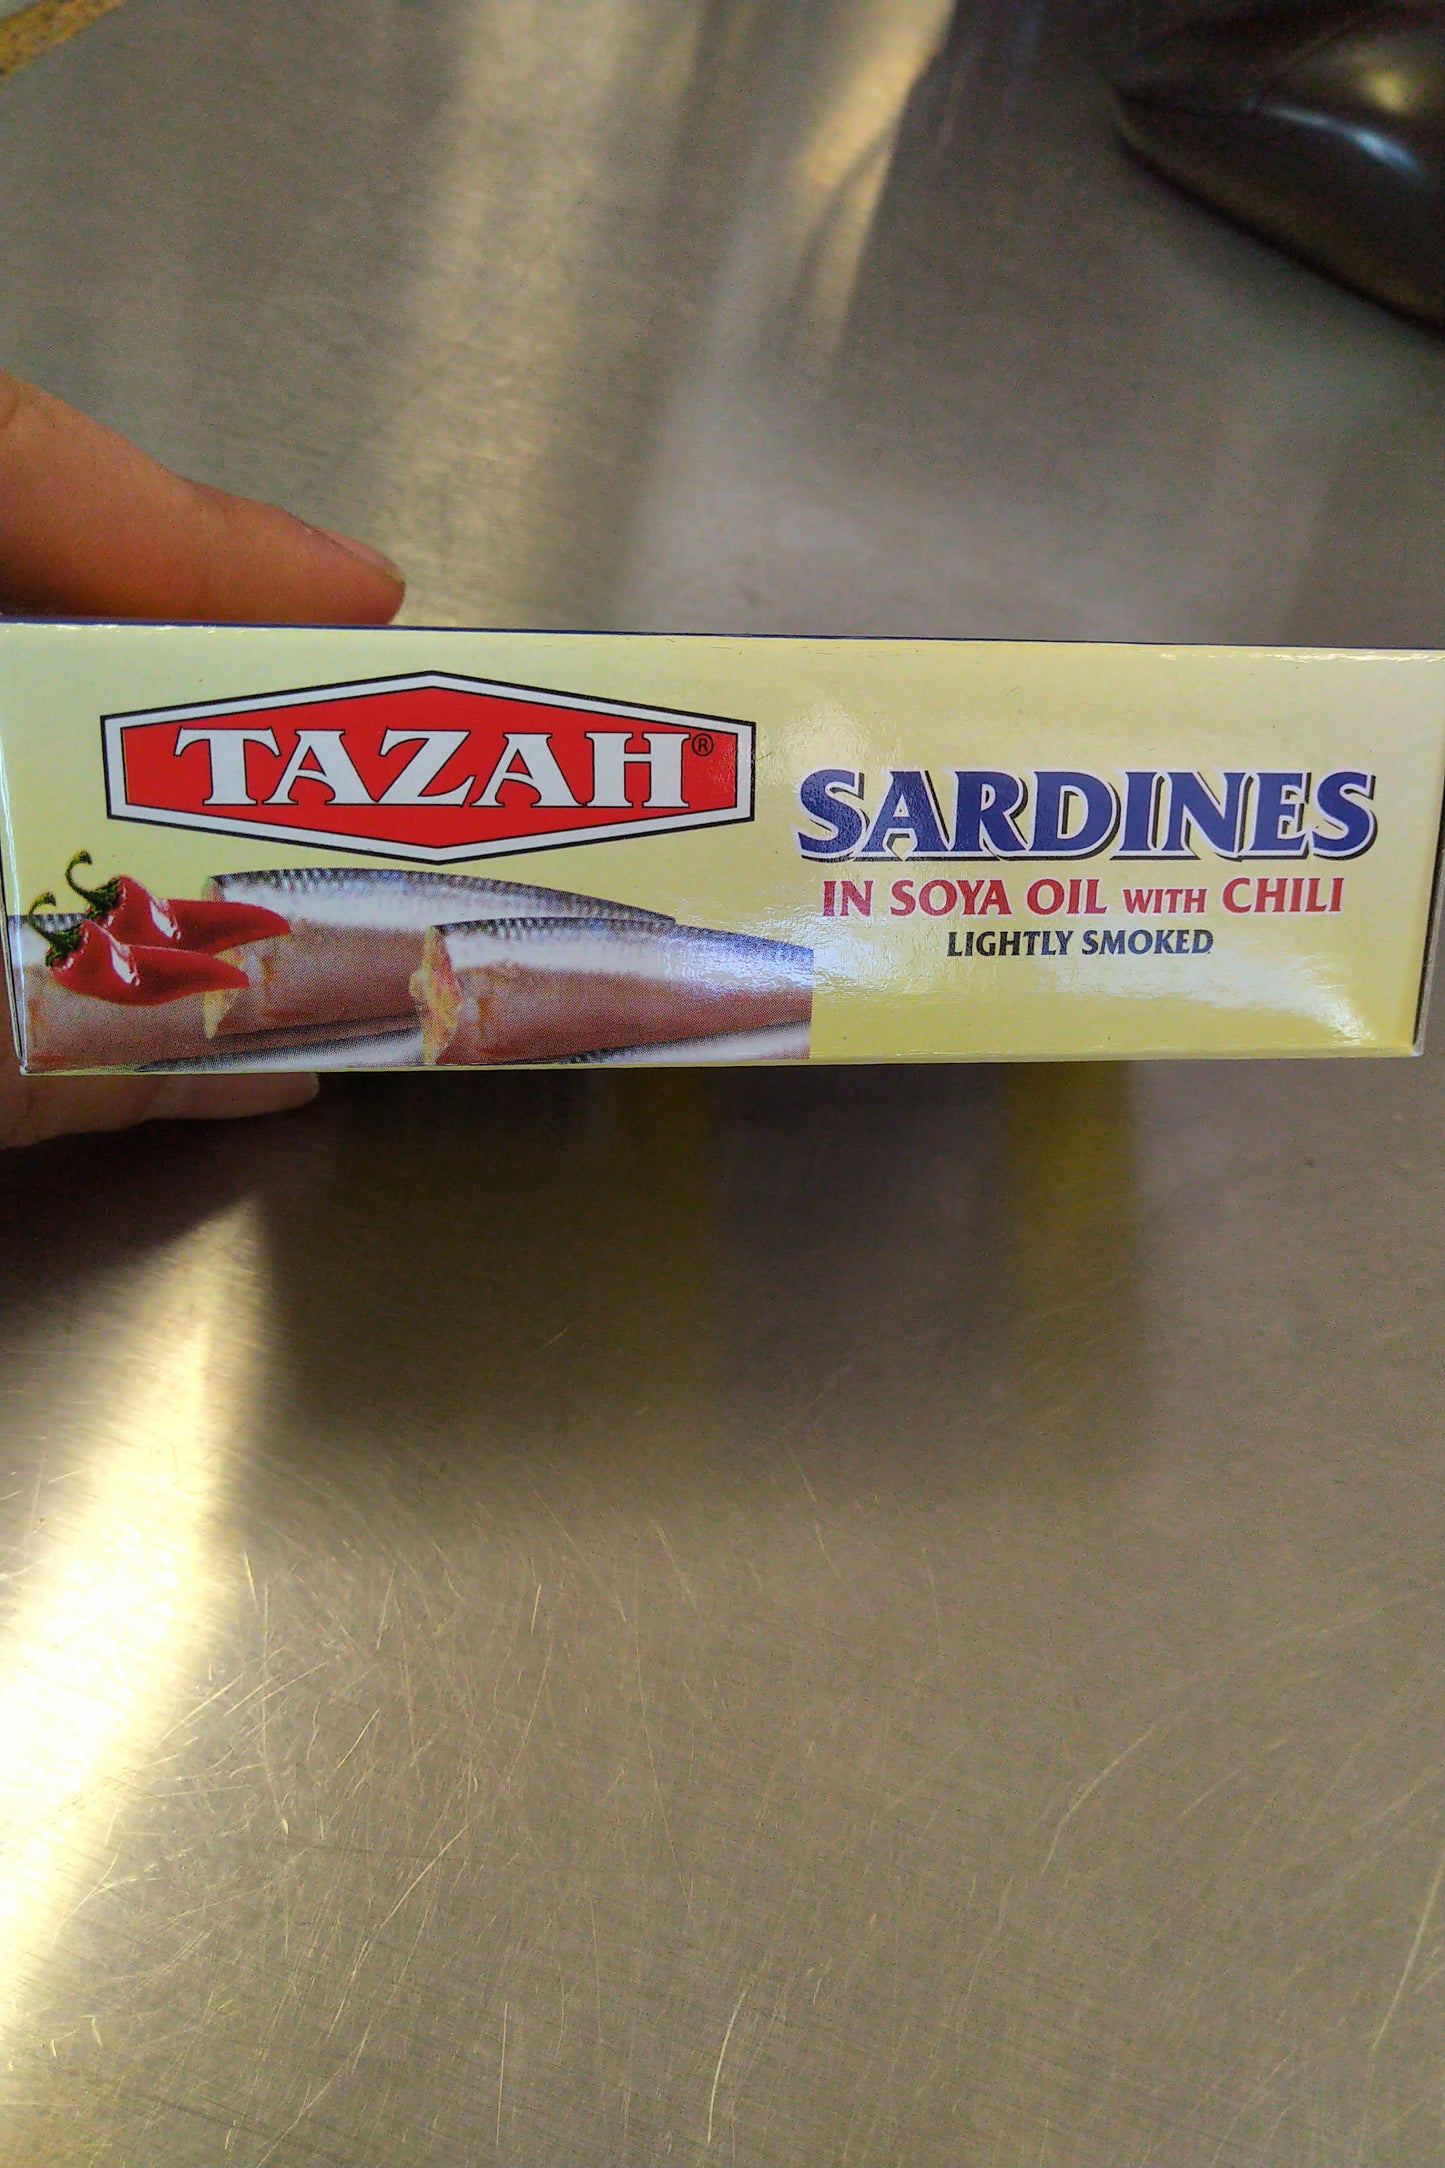 TAZAH®
SARDINES
IN SOYA OIL WITH CHILI
LIGHTLY SMOKED